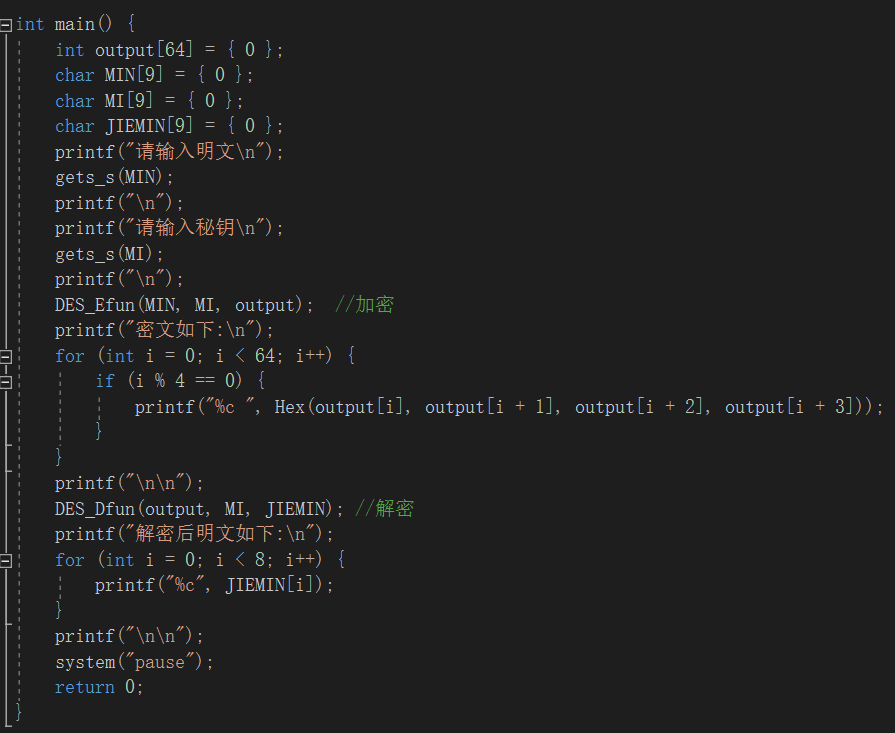 int main() {
    int output[64] = { 0 };
    char MIN[9] = { 0 };
    char MI[9] = { 0 };
    char JIEMIN[9] = { 0 };
    printf("请输入明文\n");
    gets_s(MIN);
    printf("\n");
    printf("请输入秘钥\n");
    gets_s(MI);
    printf("\n");
    DES_Efun(MIN, MI, output);  //加密
    printf("密文如下:\n");
    for (int i = 0; i < 64; i++) {
        if (i % 4 == 0) {
            printf("%c ", Hex(output[i], output[i + 1], output[i + 2], output[i + 3]));
        }
    }
    printf("\n\n");
    DES_Dfun(output, MI, JIEMIN); //解密
    printf("解密后明文如下:\n");
    for (int i = 0; i < 8; i++) {
        printf("%c", JIEMIN[i]);
    }
    printf("\n\n");
    system("pause");
    return 0;
}